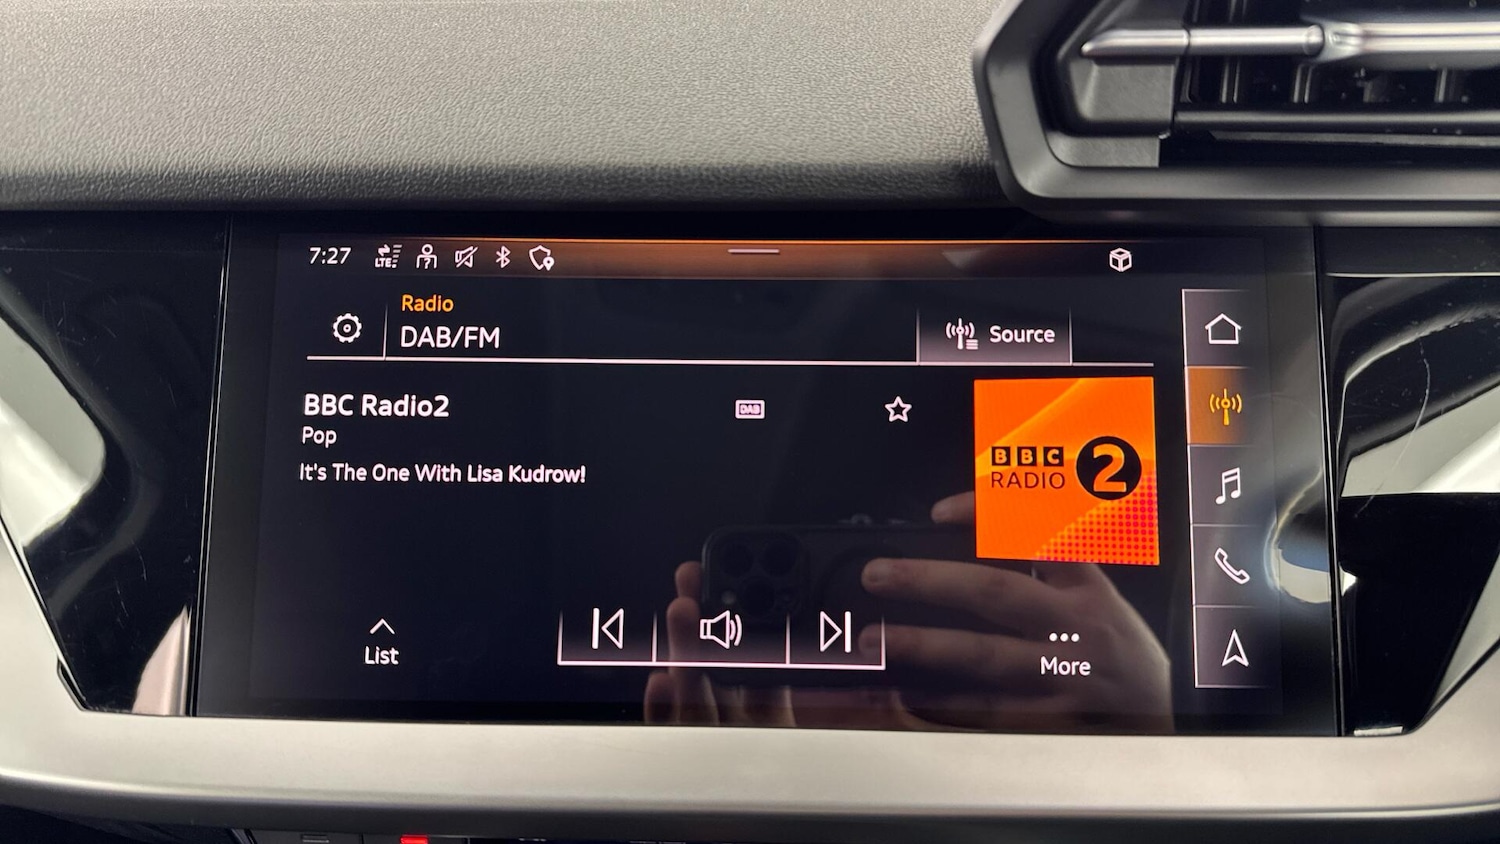 7:27
LTE
Radio
DAB/FM
Source
BBC Radio2
DAB
Pop
It's The One With Lisa Kudrow!
BBC
RADIO 2
List
More